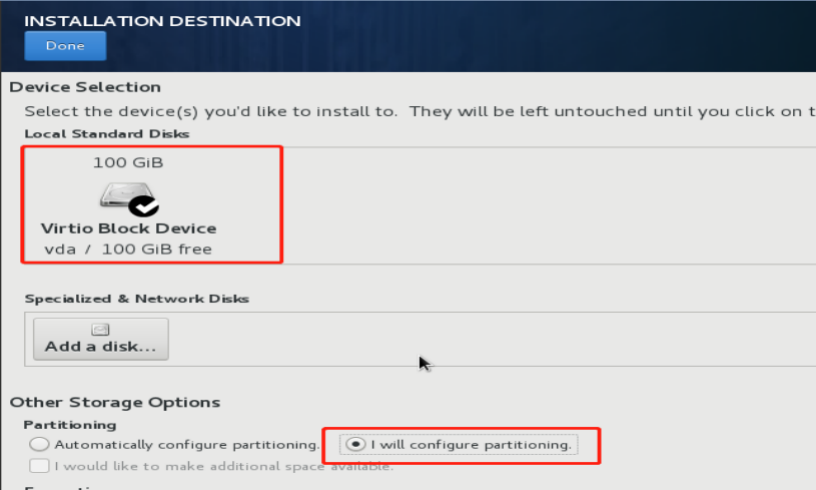 INSTALLATION DESTINATION
Done
Device Selection
Select the device(s) you'd like to install to. They will be left untouched until you click on t
Local Standard Disks
100 GiB
Virtio Block Device
vda / 100 GiB free
Specialized & Network Disks
Add a disk...
Other Storage Options
Partitioning
Automatically configure partitioning. I will configure partitioning.
I would like to make additional space available.